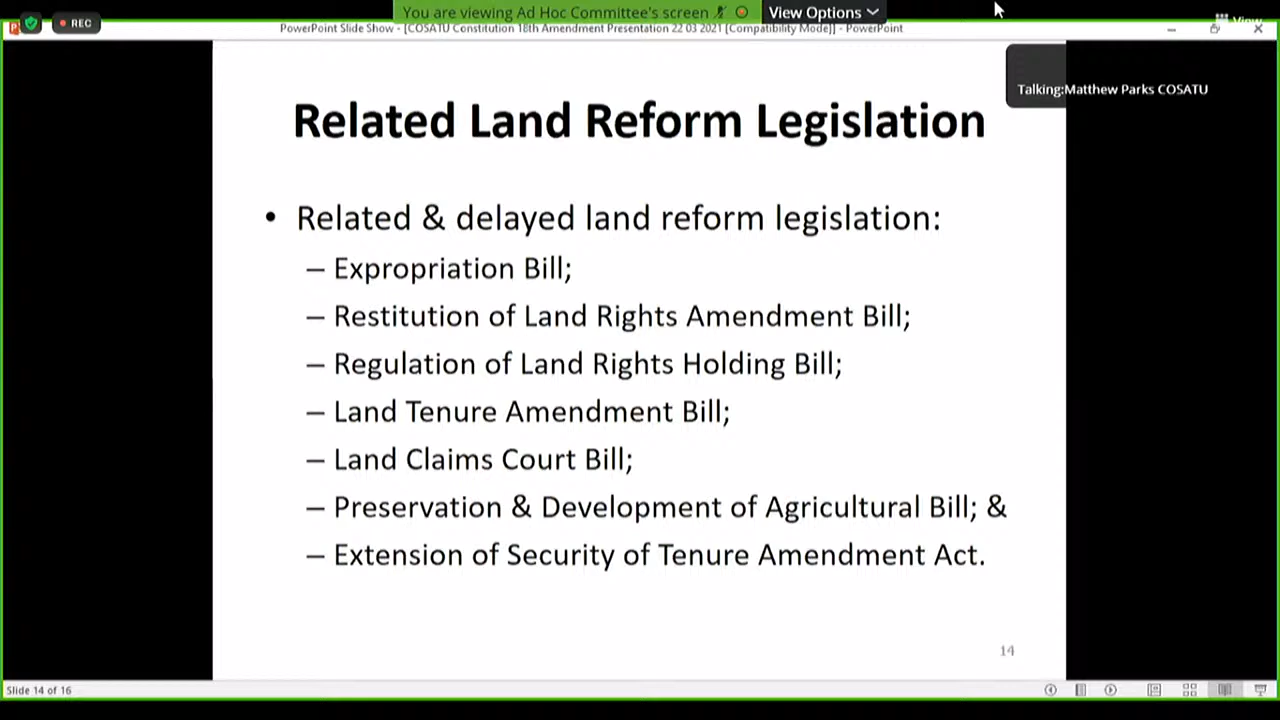 You are viewing Ad Hoc Committee's screen
View Options
REC
View
PowerPoint Slide Show - [COSATU Constitution 18th Amendment Presentation 22 03 2021 [Compatibility Mode]] - PowerPoint
Talking:Matthew Parks COSATU
Related Land Reform Legislation
• Related & delayed land reform legislation:
– Expropriation Bill;
– Restitution of Land Rights Amendment Bill;
– Regulation of Land Rights Holding Bill;
– Land Tenure Amendment Bill;
– Land Claims Court Bill;
– Preservation & Development of Agricultural Bill; &
– Extension of Security of Tenure Amendment Act.
14
Slide 14 of 16